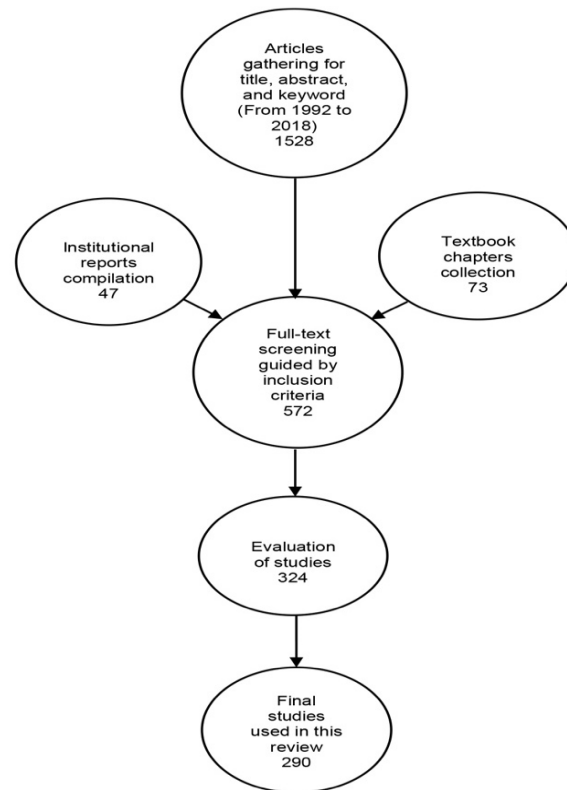 Articles
gathering for
title, abstract,
and keyword
(From 1992 to
2018)
1528
Institutional
reports
compilation
47
Textbook
chapters
collection
73
Full-text
screening
guided by
inclusion
criteria
572
Evaluation
of studies
324
Final
studies
used in this
review
290